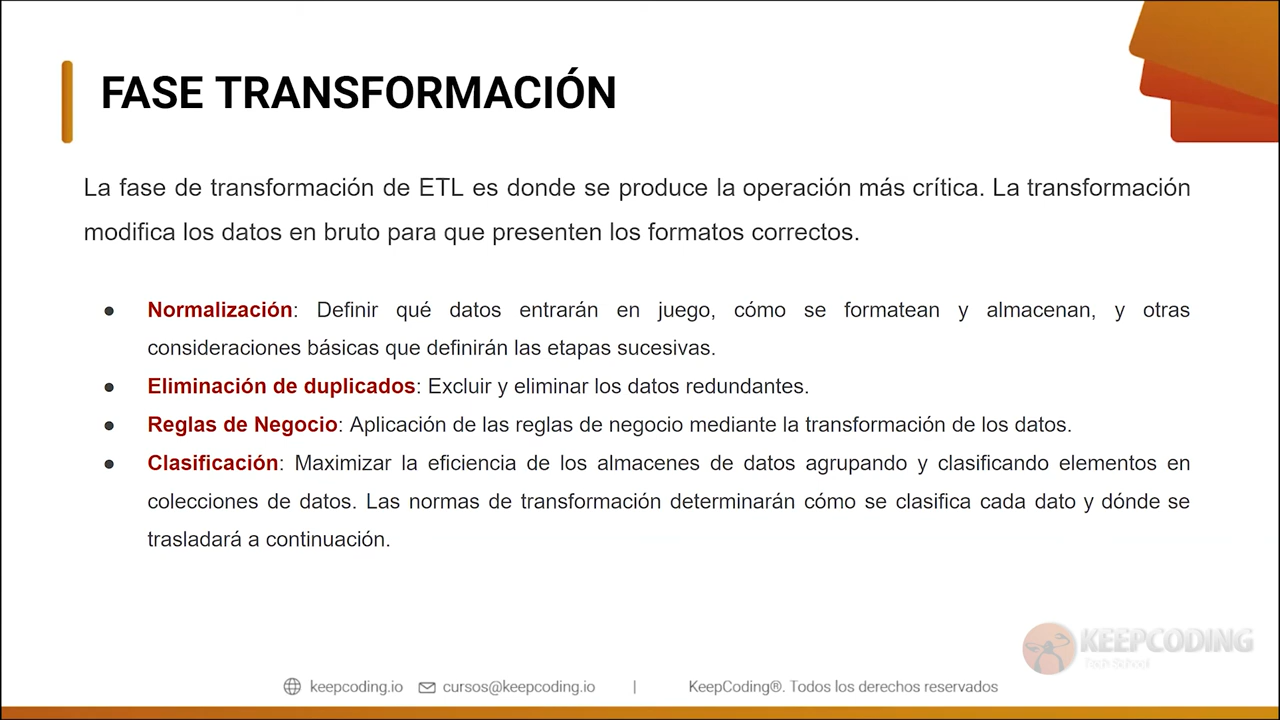 FASE TRANSFORMACIÓN
La fase de transformación de ETL es donde se produce la operación más crítica. La transformación
modifica los datos en bruto para que presenten los formatos correctos.
● Normalización: Definir qué datos entrarán en juego, cómo se formatean y almacenan, y otras
consideraciones básicas que definirán las etapas sucesivas.
● Eliminación de duplicados: Excluir y eliminar los datos redundantes.
● Reglas de Negocio: Aplicación de las reglas de negocio mediante la transformación de los datos.
● Clasificación: Maximizar la eficiencia de los almacenes de datos agrupando y clasificando elementos en
colecciones de datos. Las normas de transformación determinarán cómo se clasifica cada dato y dónde se
trasladará a continuación.
KEEPCODING
Tech School
keepcoding.io cursos@keepcoding.io | KeepCoding®. Todos los derechos reservados